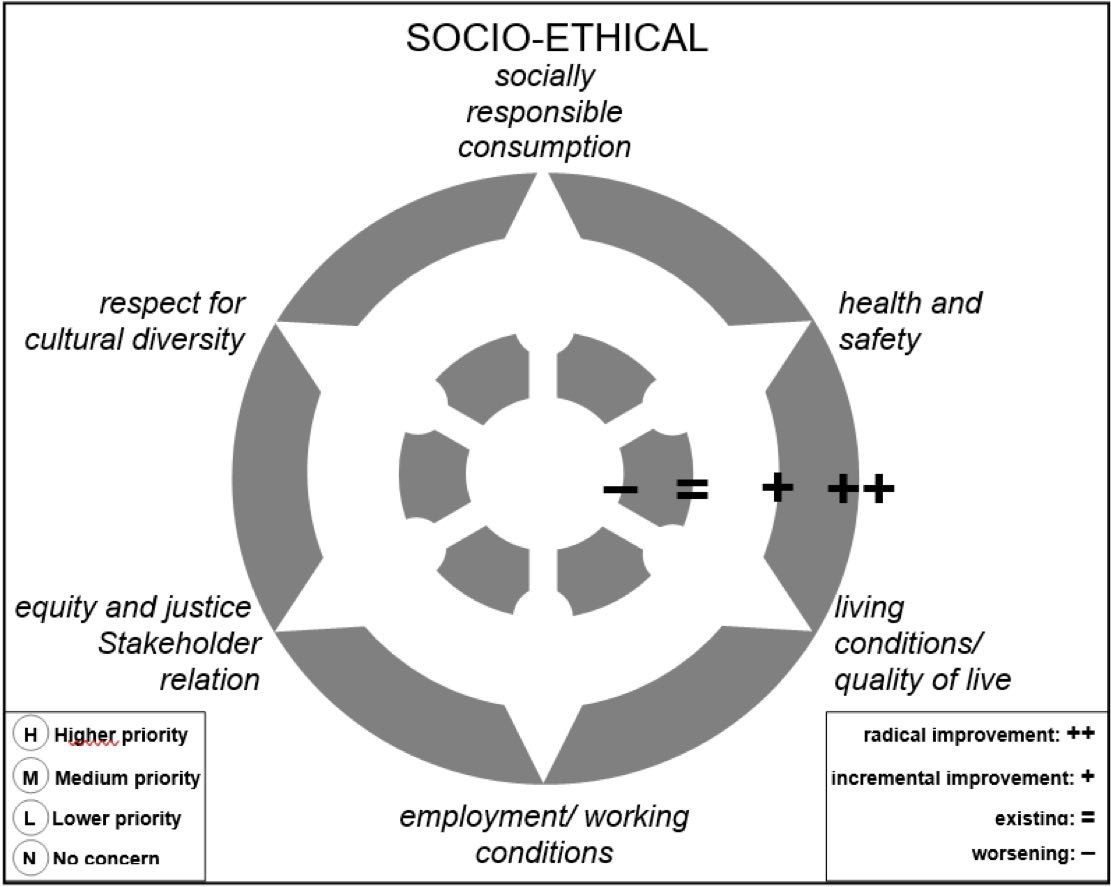 SOCIO-ETHICAL
socially
responsible
consumption
respect for
cultural diversity
health and
safety
− = + ++
equity and justice
Stakeholder
relation
living
conditions/
quality of live
employment/ working
conditions
H Higher priority
M Medium priority
L Lower priority
N No concern
radical improvement: ++
incremental improvement: +
existing: =
worsening: −